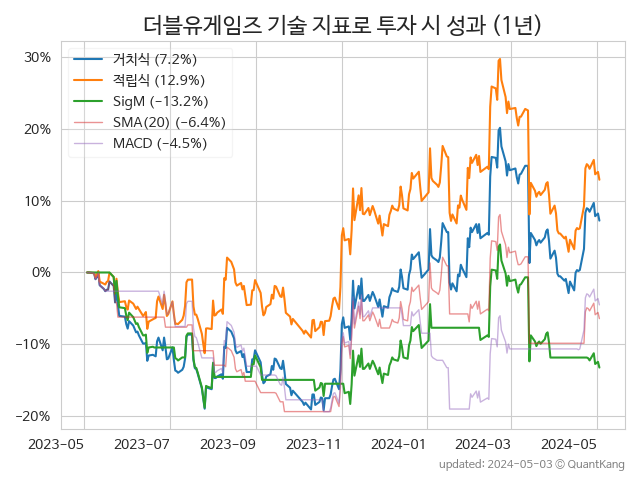 더블유게임즈 기술 지표로 투자 시 성과 (1년)
거치식 (7.2%)
적립식 (12.9%)
SigM (−13.2%)
SMA(20) (−6.4%)
MACD (−4.5%)
30%
20%
10%
0%
−10%
−20%
2023-05 2023-07 2023-09 2023-11 2024-01 2024-03 2024-05
updated: 2024-05-03 © QuantKang